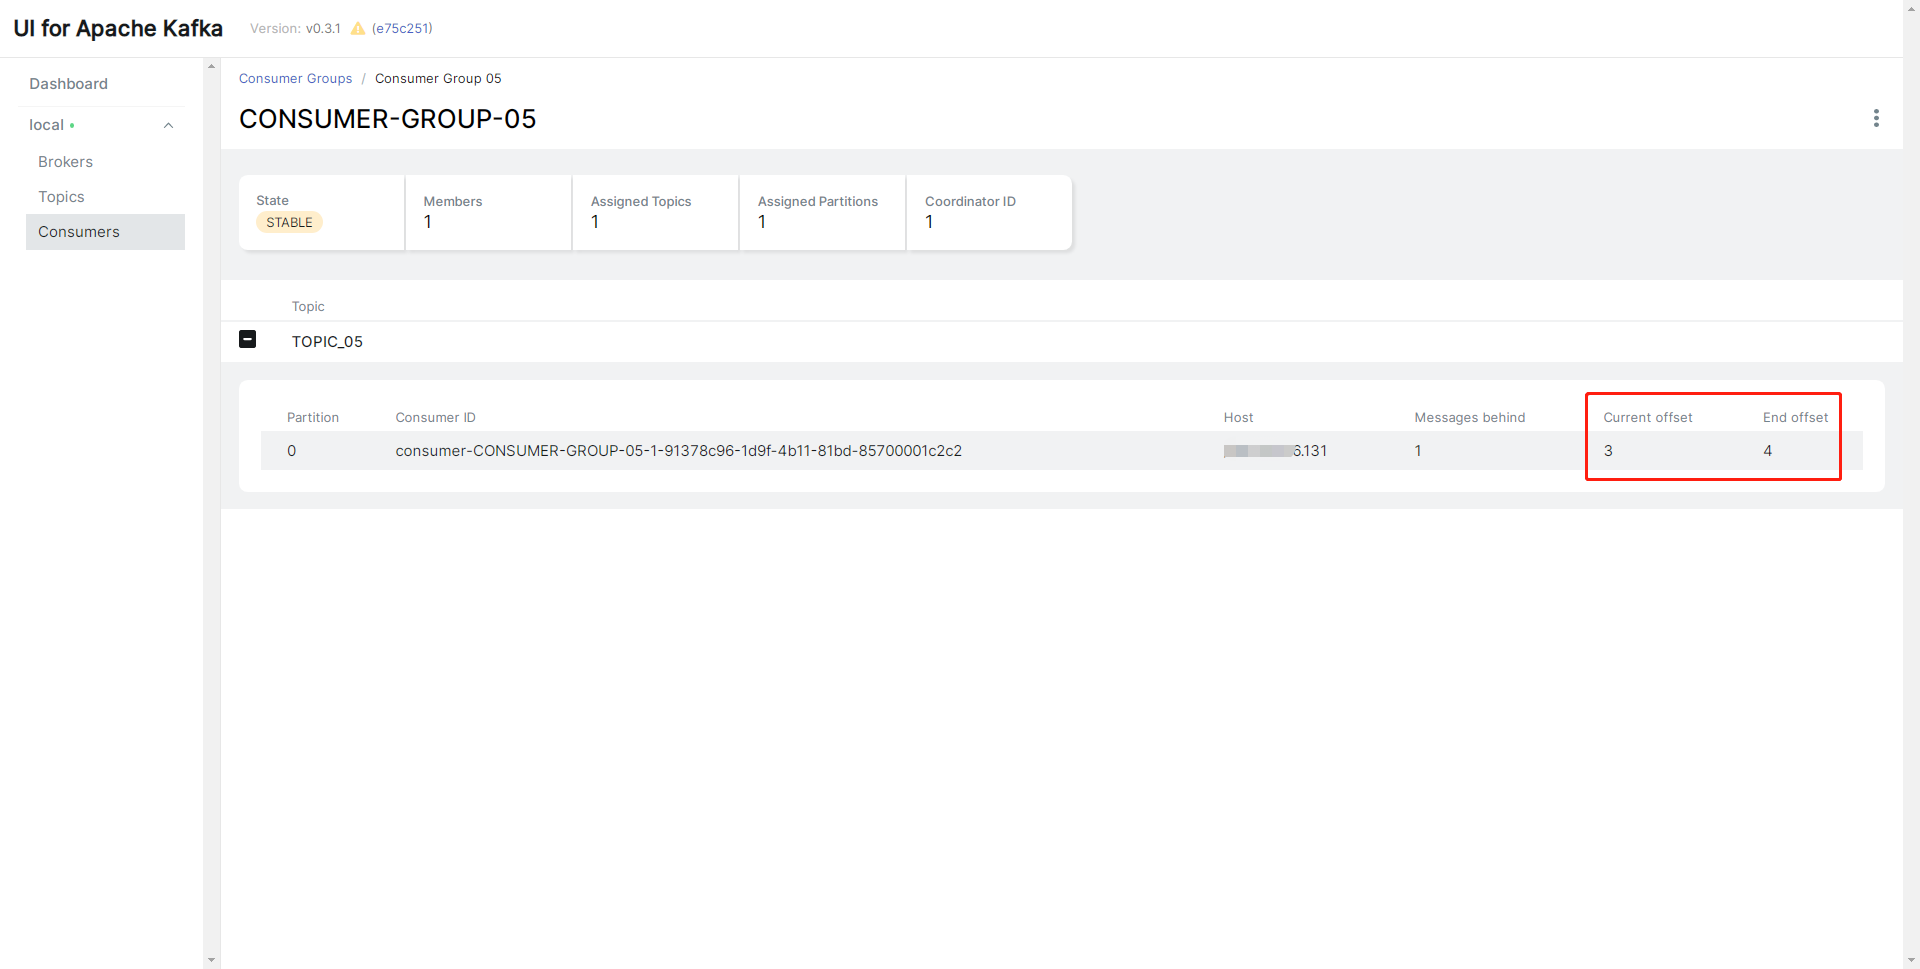 UI for Apache Kafka Version: v0.3.1 (e75c251)
Dashboard
local
Brokers
Topics
Consumers
Consumer Groups / Consumer Group 05
CONSUMER-GROUP-05
State
STABLE
Members
1
Assigned Topics
1
Assigned Partitions
1
Coordinator ID
1
Topic
TOPIC_05
Partition Consumer ID Host Messages behind Current offset End offset
0 consumer-CONSUMER-GROUP-05-1-91378c96-1d9f-4b11-81bd-85700001c2c2 6.131 1 3 4